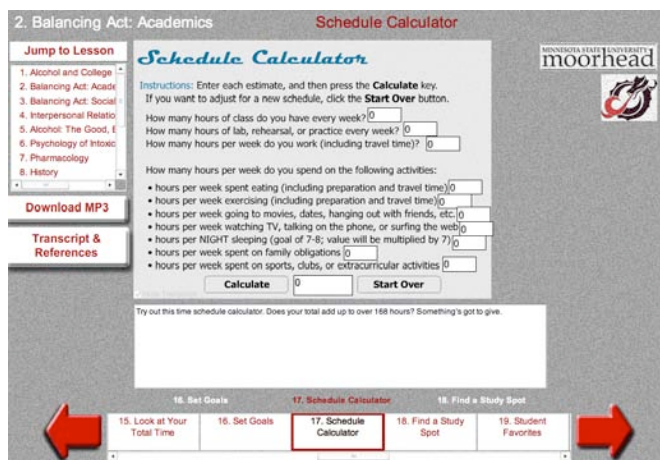 2. Balancing Act: Academics
Schedule Calculator
Jump to Lesson
1. Alcohol and College
2. Balancing Act: Acade
3. Balancing Act: Social
4. Interpersonal Relatio
5. Alcohol: The Good, E
6. Psychology of Intoxic
7. Pharmacology
8. History
Download MP3
Transcript &
References
Schedule Calculator
Instructions: Enter each estimate, and then press the Calculate key.
If you want to adjust for a new schedule, click the Start Over button.
How many hours of class do you have every week? 0
How many hours of lab, rehearsal, or practice every week? 0
How many hours per week do you work (including travel time)? 0
How many hours per week do you spend on the following activities:
• hours per week spent eating (including preparation and travel time) 0
• hours per week exercising (including preparation and travel time) 0
• hours per week going to movies, dates, hanging out with friends, etc. 0
• hours per week watching TV, talking on the phone, or surfing the web 0
• hours per NIGHT sleeping (goal of 7-8; value will be multiplied by 7) 0
• hours per week spent on family obligations 0
• hours per week spent on sports, clubs, or extracurricular activities 0
Calculate 0 Start Over
MINNESOTA STATE UNIVERSITY
moorhead
Try out this time schedule calculator. Does your total add up to over 168 hours? Something's got to give.
16. Set Goals 17. Schedule Calculator 18. Find a Study Spot
15. Look at Your Total Time
16. Set Goals
17. Schedule Calculator
18. Find a Study Spot
19. Student Favorites